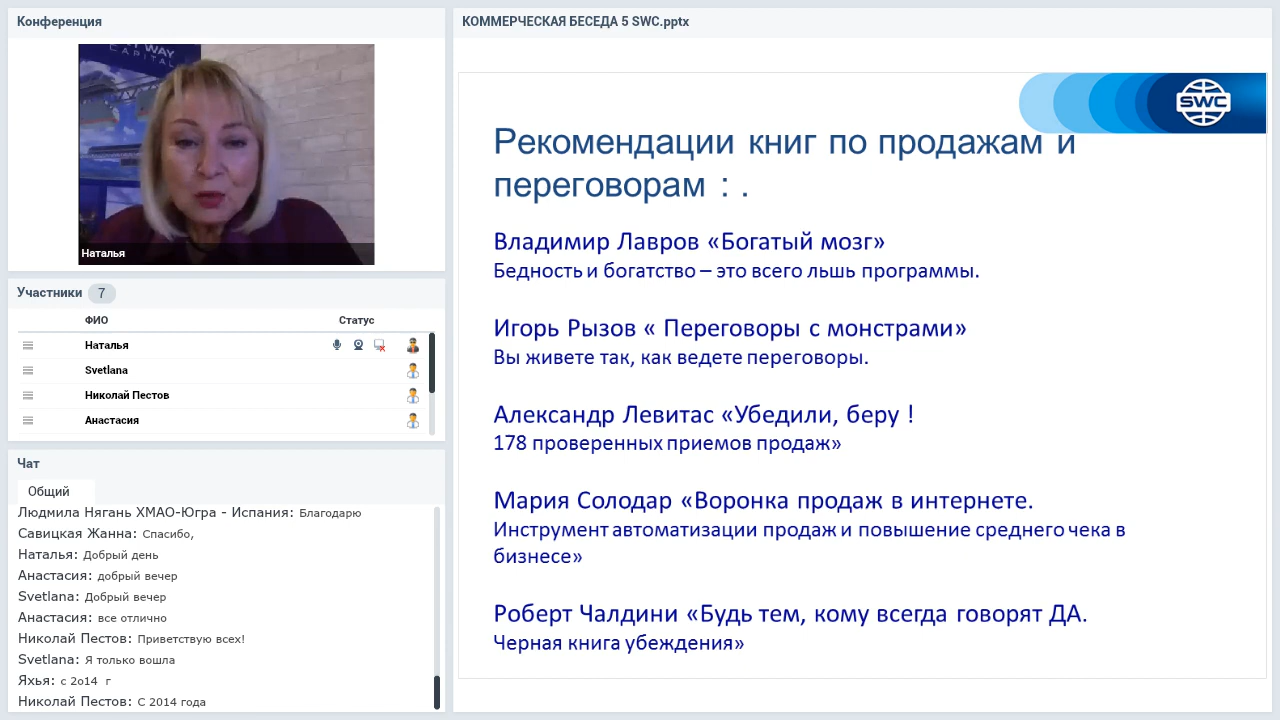 Конференция
WAY
CAPITAL
Наталья
Участники 7
ФИО Статус
Наталья
Svetlana
Николай Пестов
Анастасия
Чат
Общий
Людмила Нягань ХМАО-Югра - Испания: Благодарю
Савицкая Жанна: Спасибо,
Наталья: Добрый день
Анастасия: добрый вечер
Svetlana: Добрый вечер
Анастасия: все отлично
Николай Пестов: Приветствую всех!
Svetlana: Я только вошла
Яхья: с 2о14 г
Николай Пестов: С 2014 года
КОММЕРЧЕСКАЯ БЕСЕДА 5 SWC.pptx
SWC
Рекомендации книг по продажам и
переговорам : .
Владимир Лавров «Богатый мозг»
Бедность и богатство – это всего льшь программы.
Игорь Рызов « Переговоры с монстрами»
Вы живете так, как ведете переговоры.
Александр Левитас «Убедили, беру !
178 проверенных приемов продаж»
Мария Солодар «Воронка продаж в интернете.
Инструмент автоматизации продаж и повышение среднего чека в
бизнесе»
Роберт Чалдини «Будь тем, кому всегда говорят ДА.
Черная книга убеждения»